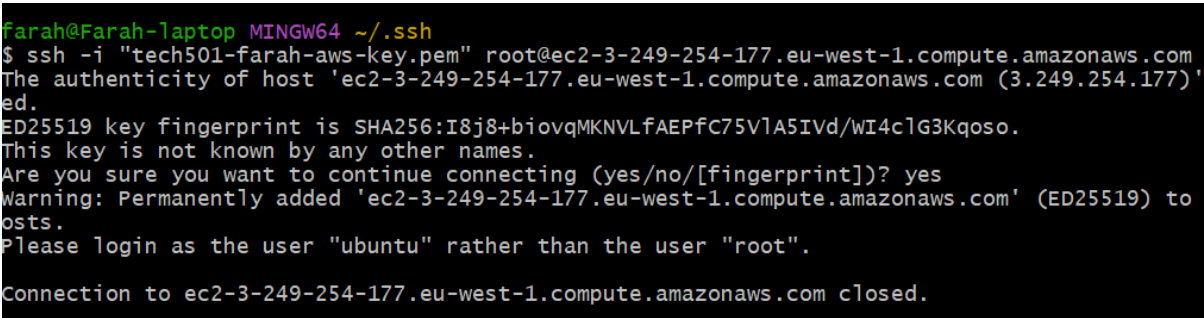 farah@Farah-laptop MINGW64 ~/.ssh
$ ssh -i "tech501-farah-aws-key.pem" root@ec2-3-249-254-177.eu-west-1.compute.amazonaws.com
The authenticity of host 'ec2-3-249-254-177.eu-west-1.compute.amazonaws.com (3.249.254.177)'
ed.
ED25519 key fingerprint is SHA256:I8j8+biovqMKNVLfAEPfC75VlA5IVd/WI4clG3Kqoso.
This key is not known by any other names.
Are you sure you want to continue connecting (yes/no/[fingerprint])? yes
Warning: Permanently added 'ec2-3-249-254-177.eu-west-1.compute.amazonaws.com' (ED25519) to
osts.
Please login as the user "ubuntu" rather than the user "root".
Connection to ec2-3-249-254-177.eu-west-1.compute.amazonaws.com closed.